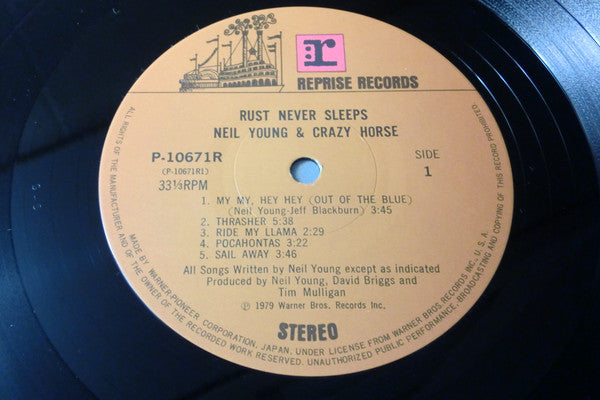 r
REPRISE RECORDS
RUST NEVER SLEEPS
NEIL YOUNG & CRAZY HORSE
P-10671R
(P-10671R1)
33⅓RPM
SIDE
1
1. MY MY, HEY HEY (OUT OF THE BLUE)
(Neil Young-Jeff Blackburn) 3:45
2. THRASHER 5:38
3. RIDE MY LLAMA 2:29
4. POCAHONTAS 3:22
5. SAIL AWAY 3:46
All Songs Written by Neil Young except as indicated
Produced by Neil Young, David Briggs and
Tim Mulligan
℗ 1979 Warner Bros. Records Inc.
STEREO
MADE BY WARNER-PIONEER CORPORATION, JAPAN, UNDER LICENSE FROM WARNER BROS. RECORDS INC., U.S.A.
ALL RIGHTS OF THE MANUFACTURER AND OF THE OWNER OF THE RECORDED WORK RESERVED. UNAUTHORIZED PUBLIC PERFORMANCE, BROADCASTING AND COPYING OF THIS RECORD PROHIBITED.